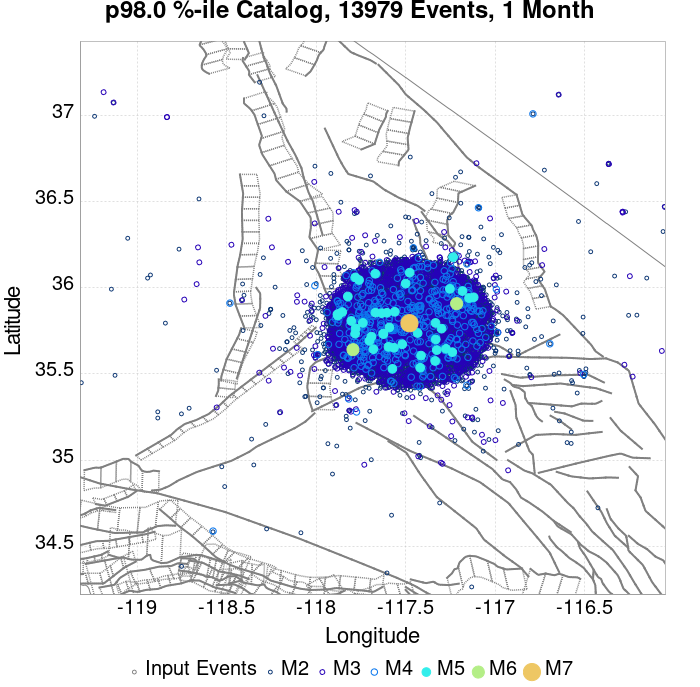 p98.0 %-ile Catalog, 13979 Events, 1 Month
37
36.5
36
35.5
35
34.5
Latitude
-119 -118.5 -118 -117.5 -117 -116.5
Longitude
Input Events M2 M3 M4 M5 M6 M7